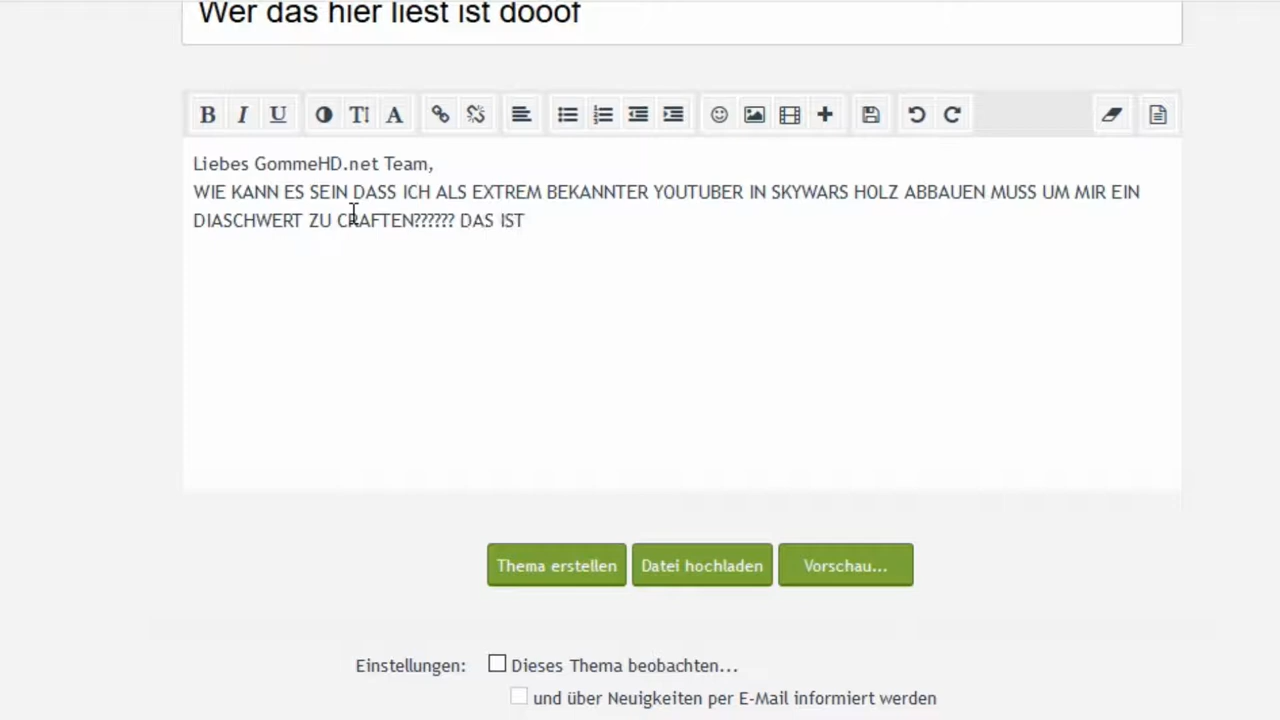 Wer das hier liest ist dooof
Liebes GommeHD.net Team,
WIE KANN ES SEIN DASS ICH ALS EXTREM BEKANNTER YOUTUBER IN SKYWARS HOLZ ABBAUEN MUSS UM MIR EIN
DIASCHWERT ZU CRAFTEN?????? DAS IST
Thema erstellen Datei hochladen Vorschau...
Einstellungen: Dieses Thema beobachten...
und über Neuigkeiten per E-Mail informiert werden